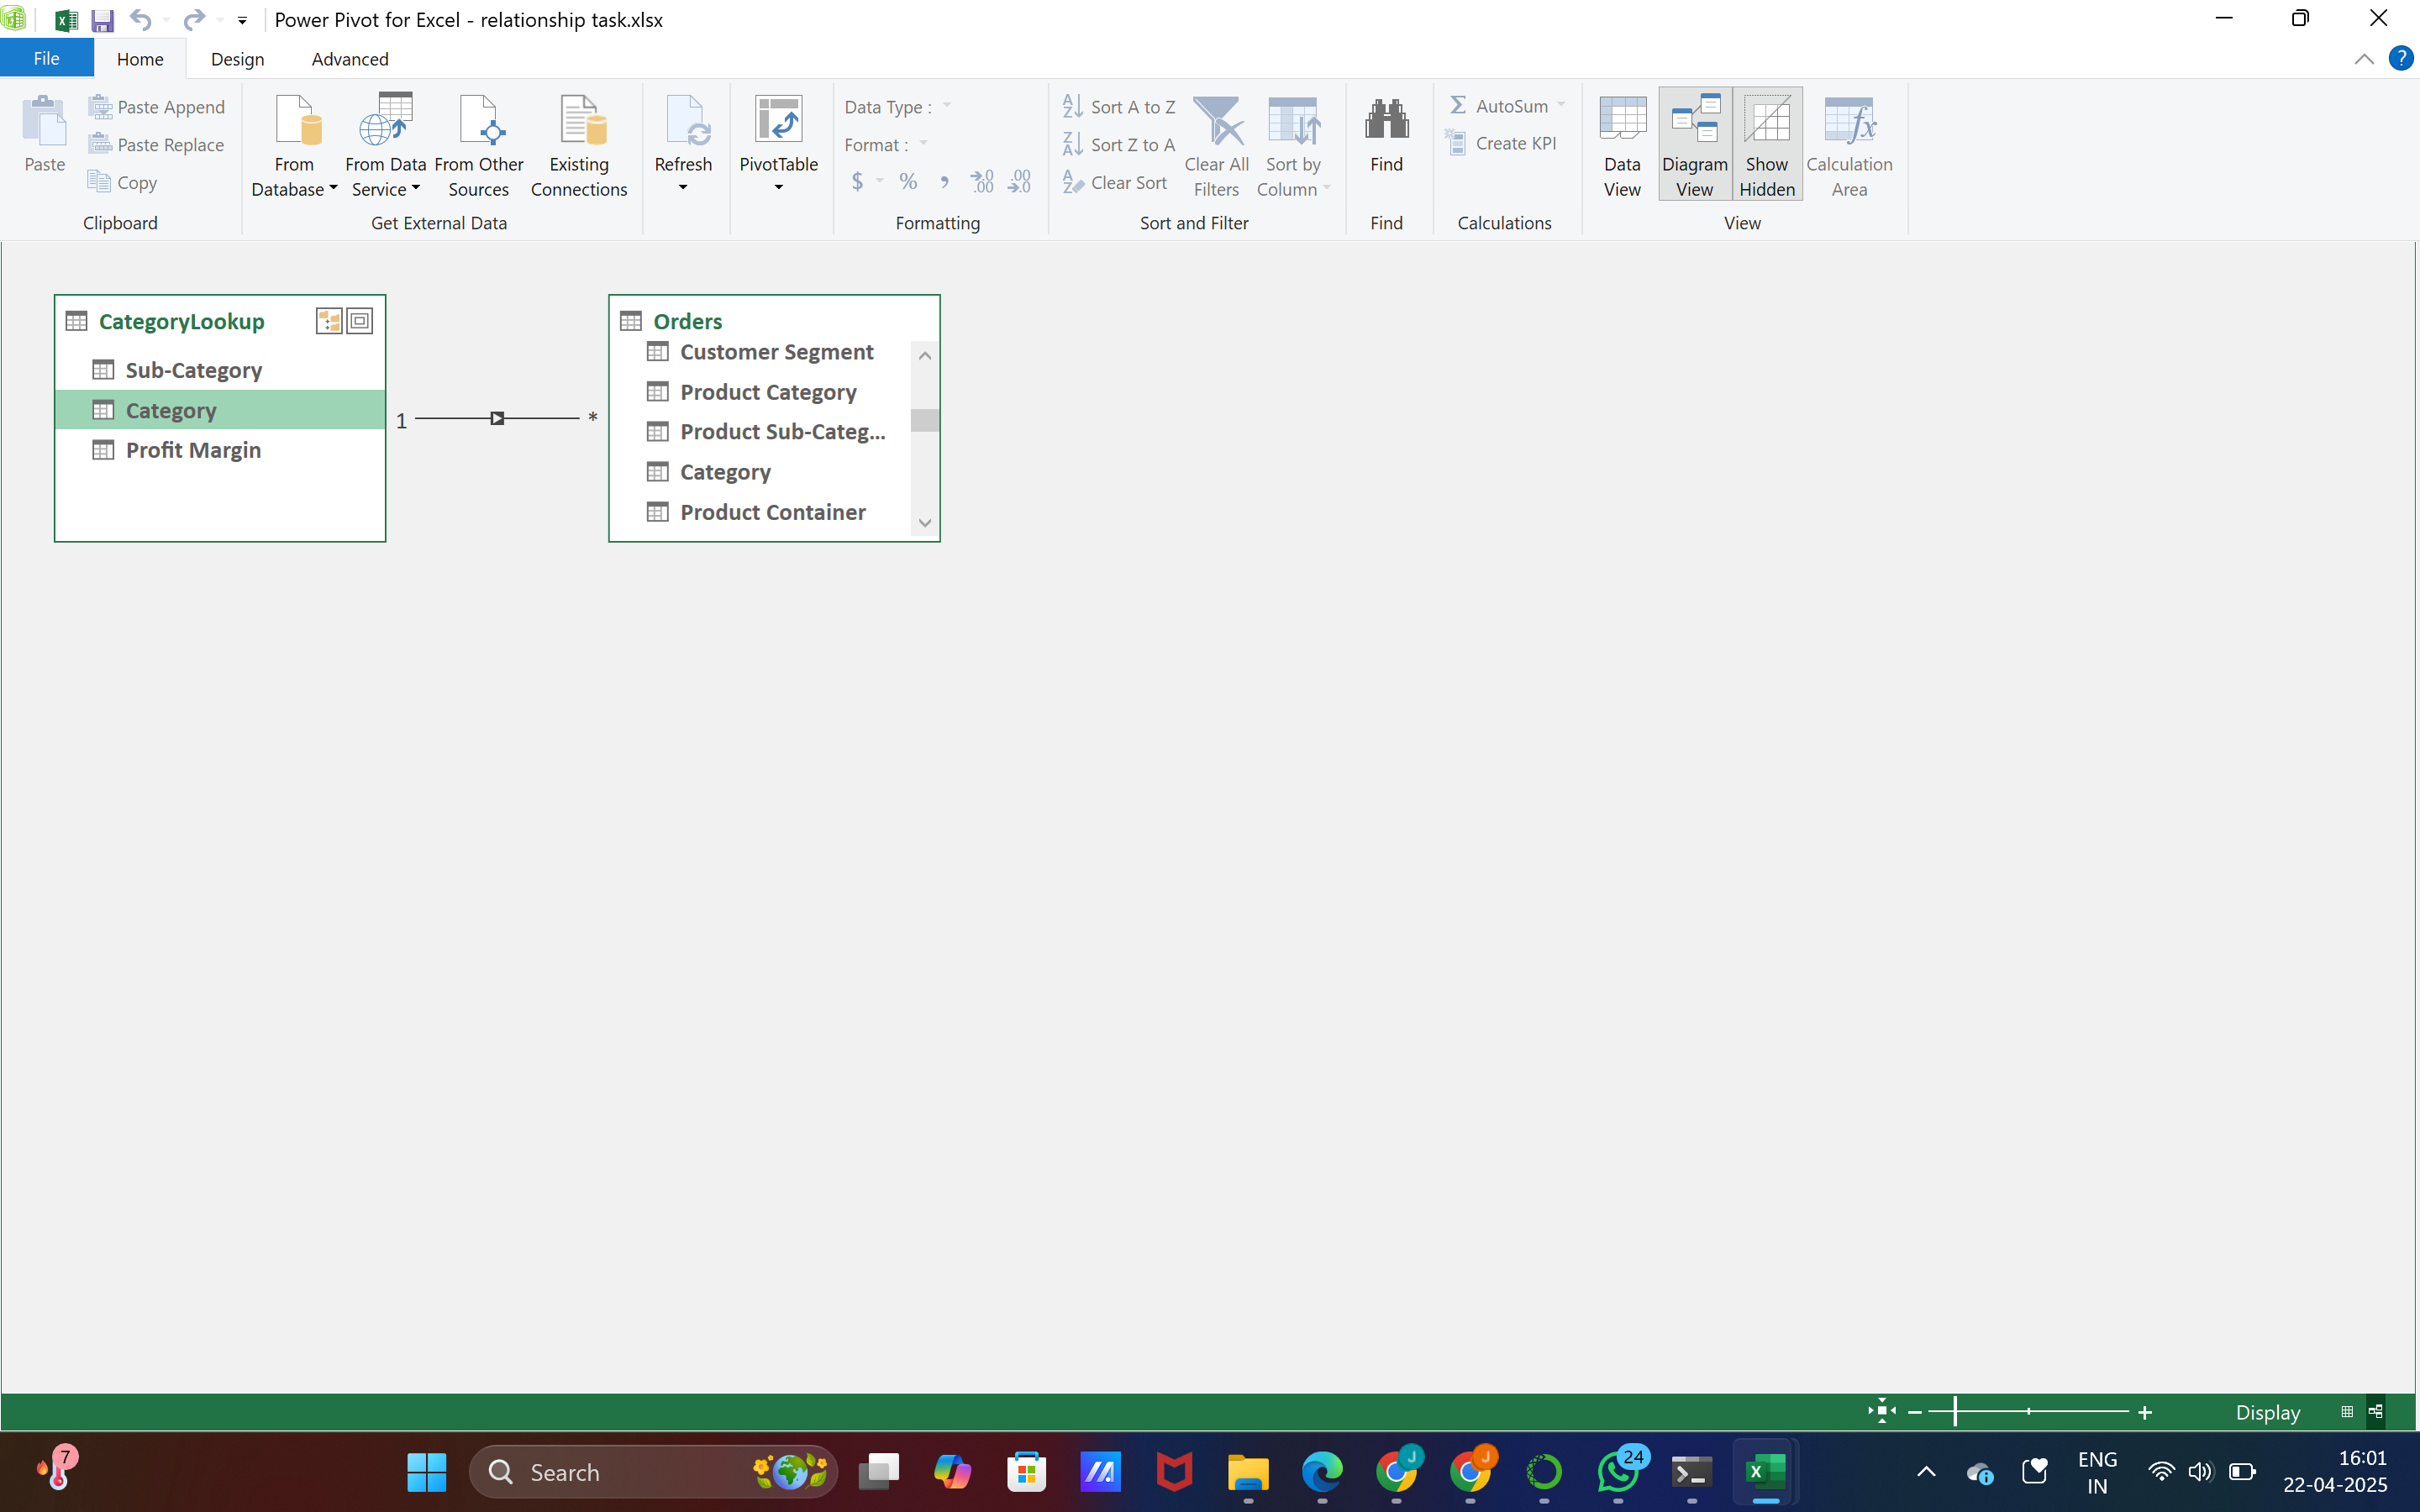 Power Pivot for Excel - relationship task.xlsx
File Home Design Advanced ?
Paste
Paste Append
Paste Replace
Copy
Clipboard
From Database
From Data Service
From Other Sources
Existing Connections
Get External Data
Refresh
PivotTable
Data Type :
Format :
$ % , .0 .00 .00 .0
Formatting
Sort A to Z
Sort Z to A
Clear Sort
Clear All Filters
Sort by Column
Sort and Filter
Find
Find
Σ AutoSum
Create KPI
Calculations
Data View
Diagram View
Show Hidden
fx
Calculation Area
View
CategoryLookup
Sub-Category
Category
Profit Margin
1 *
Orders
Customer Segment
Product Category
Product Sub-Categ...
Category
Product Container
Display
7
Search
J
J
24
ENG
IN
16:01
22-04-2025